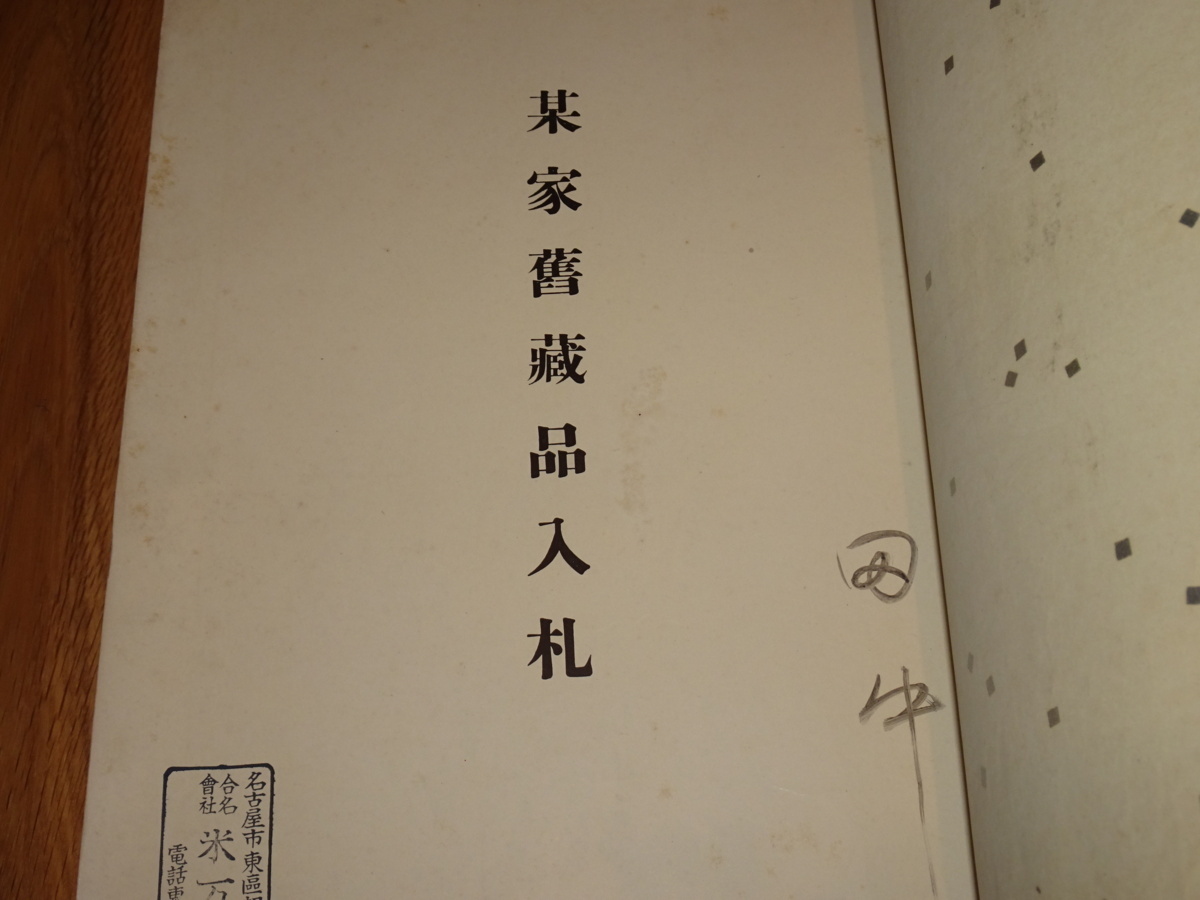 某家舊藏品入札
田中
名古屋市東區
合名會社
米一
電話東